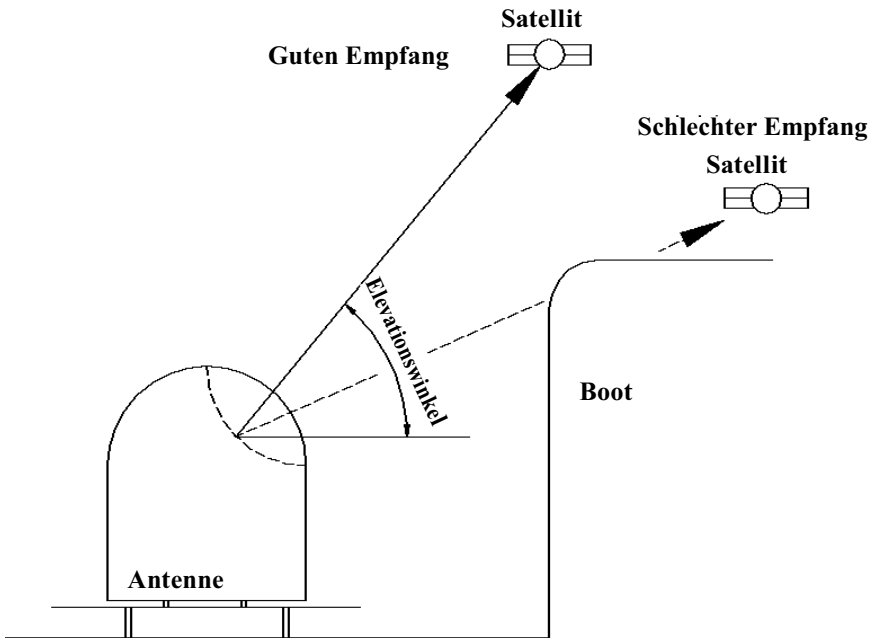 Satellit
Guten Empfang
Schlechter Empfang
Satellit
Elevationswinkel
Boot
Antenne